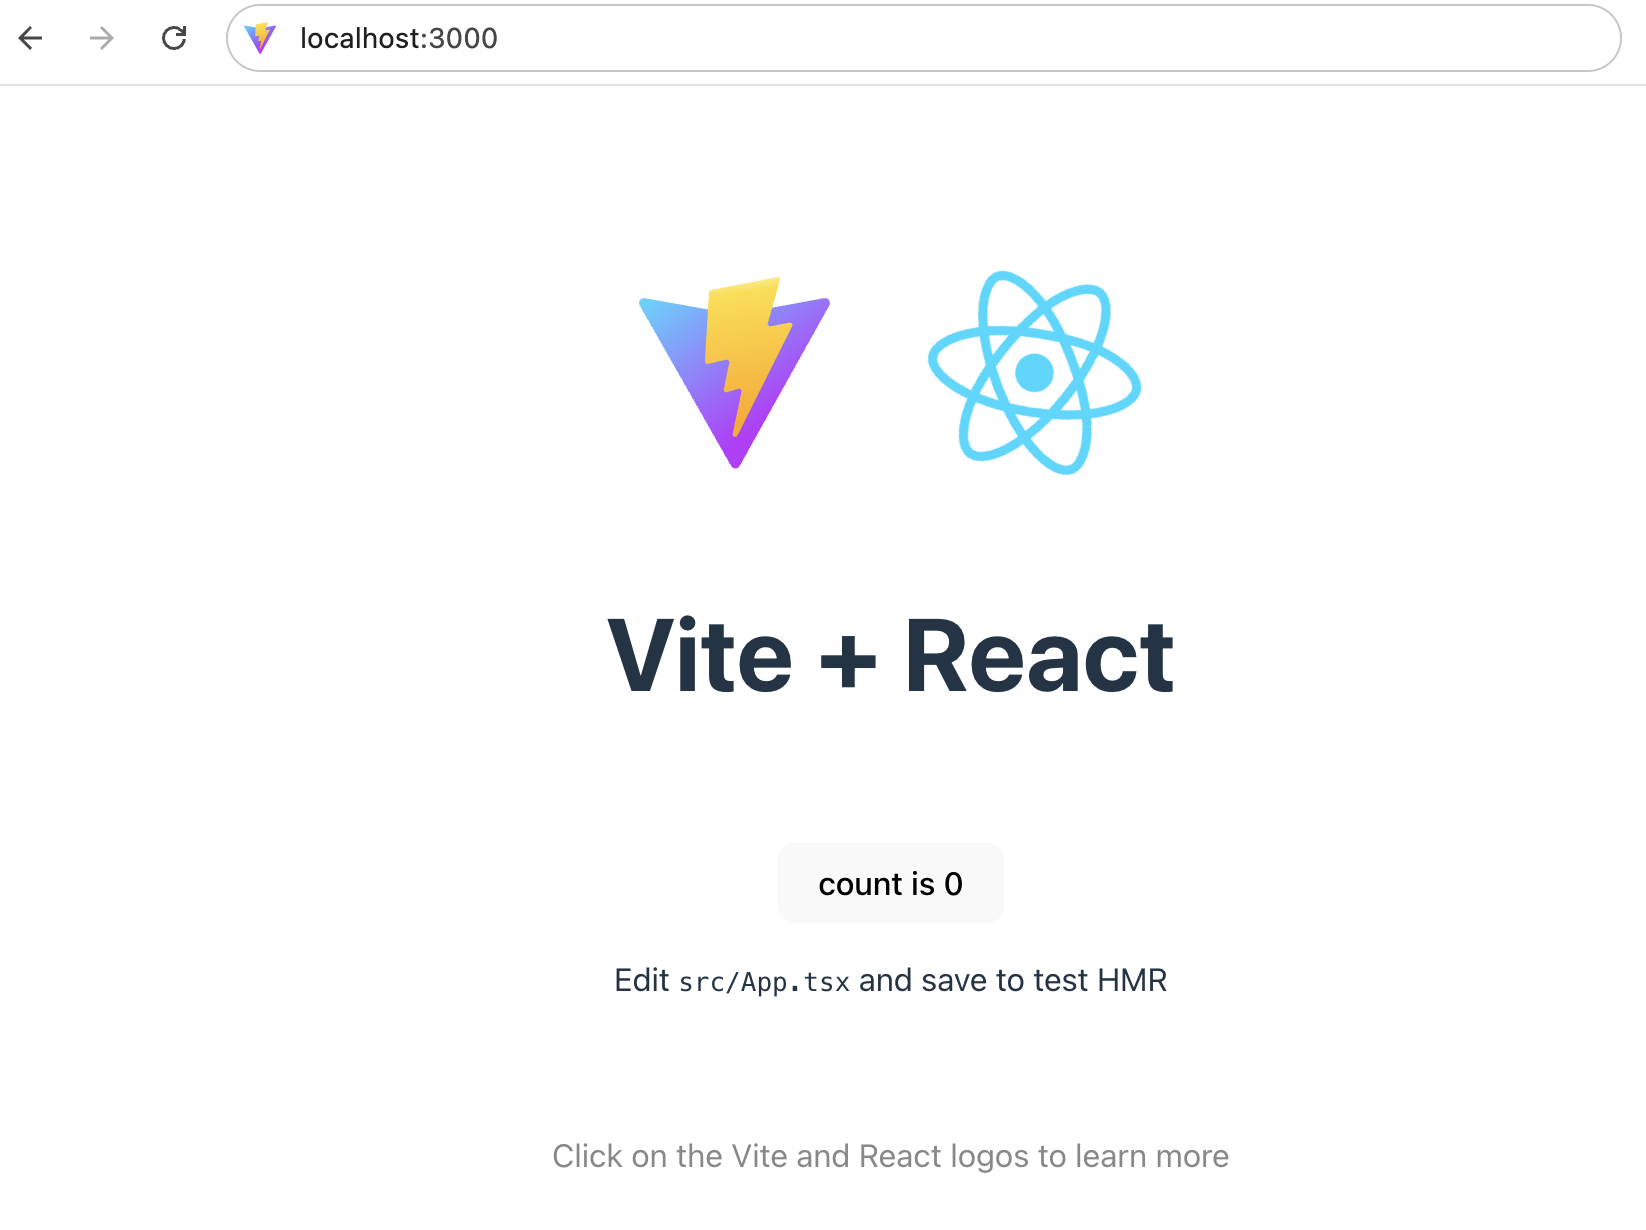 localhost:3000
Vite + React
count is 0
Edit src/App.tsx and save to test HMR
Click on the Vite and React logos to learn more